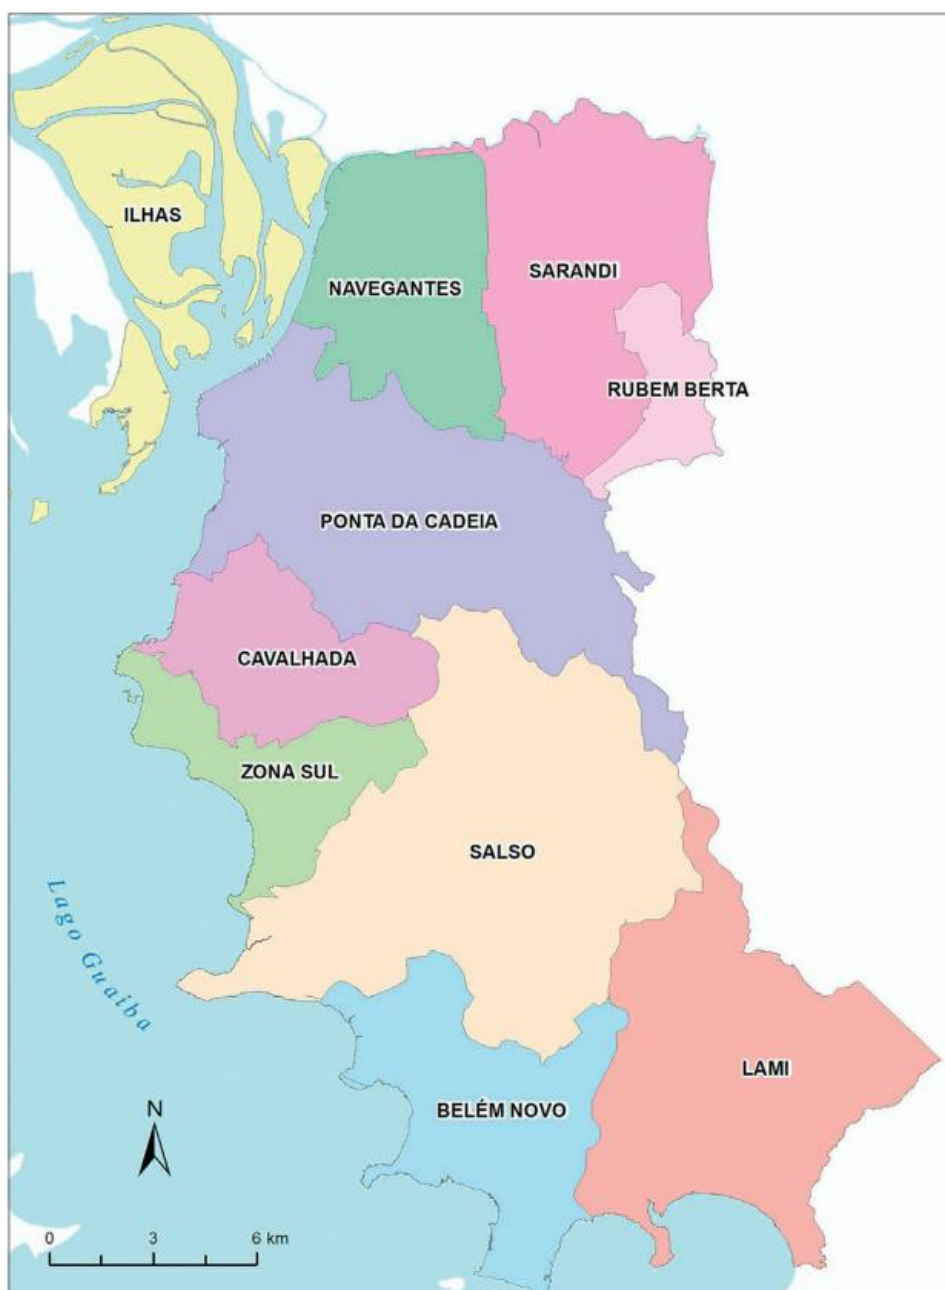 ILHAS
SARANDI
NAVEGANTES
RUBEM BERTA
PONTA DA CADEIA
CAVALHADA
ZONA SUL
SALSO
Lago Guaíba
LAMI
BELÉM NOVO
N
0 3 6 km